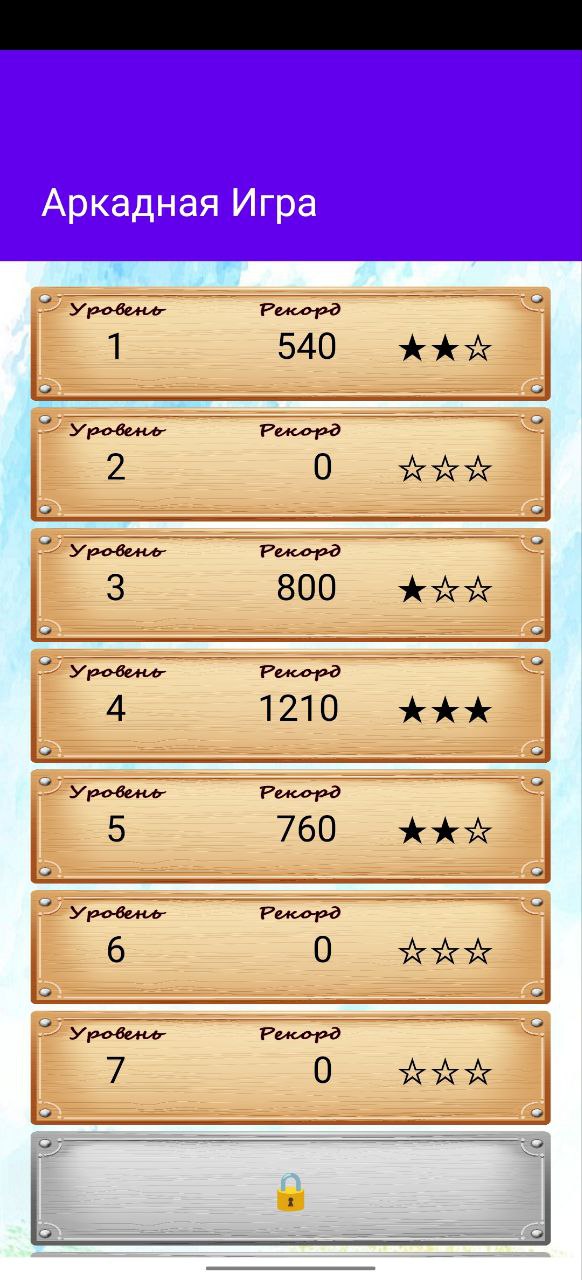 Аркадная Игра
Уровень Рекорд
1 540 ★★☆
Уровень Рекорд
2 0 ☆☆☆
Уровень Рекорд
3 800 ★☆☆
Уровень Рекорд
4 1210 ★★★
Уровень Рекорд
5 760 ★★☆
Уровень Рекорд
6 0 ☆☆☆
Уровень Рекорд
7 0 ☆☆☆